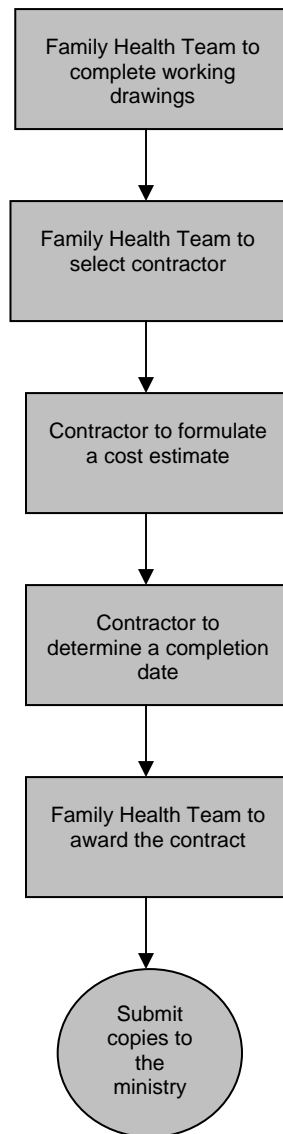 Family Health Team to
complete working
drawings
Family Health Team to
select contractor
Contractor to formulate
a cost estimate
Contractor to
determine a completion
date
Family Health Team to
award the contract
Submit
copies to
the
ministry